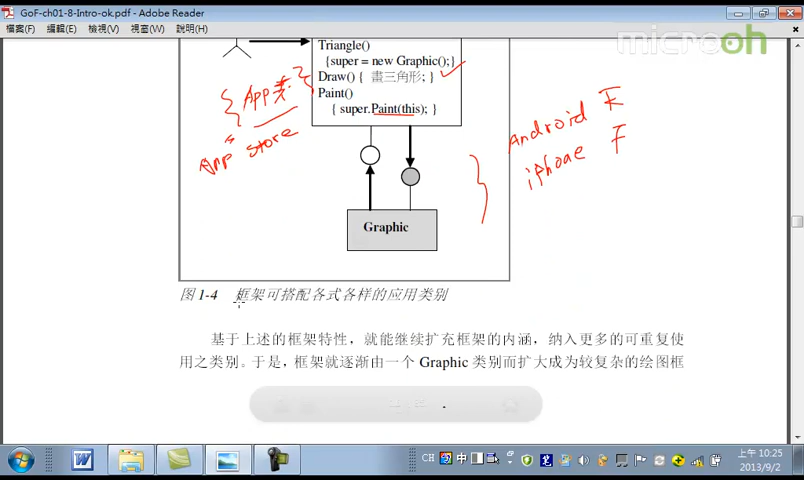 GoF-ch01-8-Intro-ok.pdf - Adobe Reader
檔案(F) 編輯(E) 檢視(V) 視窗(W) 說明(H)
microoh
Triangle()
{super = new Graphic();}
Draw() { 畫三角形; }
Paint()
{ super.Paint(this); }
App类
App store
Android F
iPhone F
Graphic
图 1-4 框架可搭配各式各样的应用类别
基于上述的框架特性，就能继续扩充框架的内涵，纳入更多的可重复使
用之类别。于是，框架就逐渐由一个 Graphic 类别而扩大成为较复杂的绘图框
CH 中
上午 10:25
2013/9/2